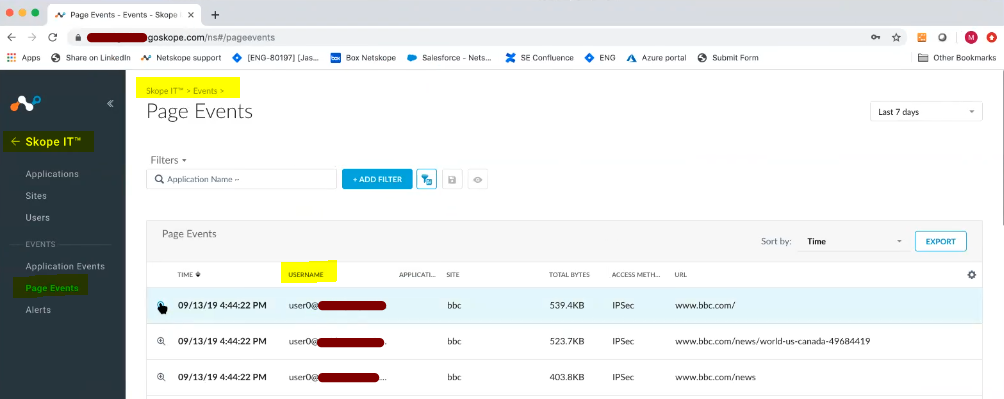 Page Events - Events - Skope I
goskope.com/ns#/pageevents
Apps Share on LinkedIn Netskope support [ENG-80197] [Jas... Box Netskope Salesforce - Nets... SE Confluence ENG Azure portal Submit Form Other Bookmarks
M
Skope IT™ > Events >
Page Events
Last 7 days
← Skope IT™
Applications
Sites
Users
EVENTS
Application Events
Page Events
Alerts
Filters
Application Name ~
+ ADD FILTER
Page Events
Sort by: Time
EXPORT
TIME USERNAME APPLICATI... SITE TOTAL BYTES ACCESS METH... URL
09/13/19 4:44:22 PM user0@ bbc 539.4KB IPSec www.bbc.com/
09/13/19 4:44:22 PM user0@ . bbc 523.7KB IPSec www.bbc.com/news/world-us-canada-49684419
09/13/19 4:44:22 PM user0@ ... bbc 403.8KB IPSec www.bbc.com/news